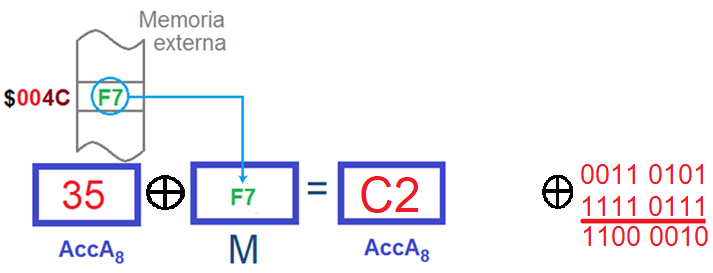 Memoria
externa
$004C F7
35 ⊕ F7 = C2
AccA8 M AccA8
⊕ 0011 0101
1111 0111
1100 0010